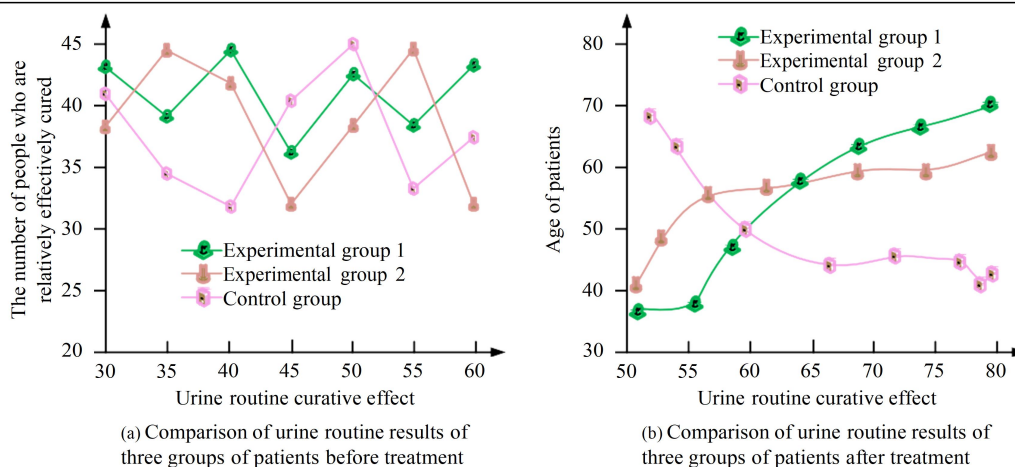 The number of people who are
relatively effectively cured
45
40
35
30
25
20
Experimental group 1
Experimental group 2
Control group
30 35 40 45 50 55 60
Urine routine curative effect
(a) Comparison of urine routine results of
three groups of patients before treatment
Age of patients
80
70
60
50
40
30
Experimental group 1
Experimental group 2
Control group
50 55 60 65 70 75 80
Urine routine curative effect
(b) Comparison of urine routine results of
three groups of patients after treatment